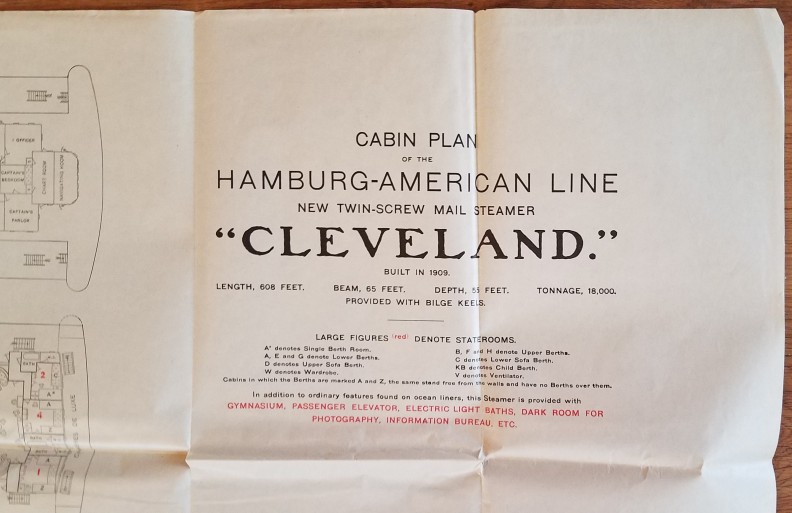 OFFICER
CAPTAIN'S
BEDROOM
CHART ROOM
NAVIGATING ROOM
CAPTAIN'S
PARLOR
CABIN PLAN
OF THE
HAMBURG-AMERICAN LINE
NEW TWIN-SCREW MAIL STEAMER
"CLEVELAND."
BUILT IN 1909.
LENGTH, 608 FEET. BEAM, 65 FEET. DEPTH, 55 FEET. TONNAGE, 18,000.
PROVIDED WITH BILGE KEELS.
LARGE FIGURES (red) DENOTE STATEROOMS.
A* denotes Single Berth Room. B, F and H denote Upper Berths.
A, E and G denote Lower Berths. C denotes Lower Sofa Berth.
D denotes Upper Sofa Berth. KB denotes Child Berth.
W denotes Wardrobe. V denotes Ventilator.
Cabins in which the Berths are marked A and Z, the same stand free from the walls and have no Berths over them.
In addition to ordinary features found on ocean liners, this Steamer is provided with
GYMNASIUM, PASSENGER ELEVATOR, ELECTRIC LIGHT BATHS, DARK ROOM FOR
PHOTOGRAPHY, INFORMATION BUREAU, ETC.
2
4
1